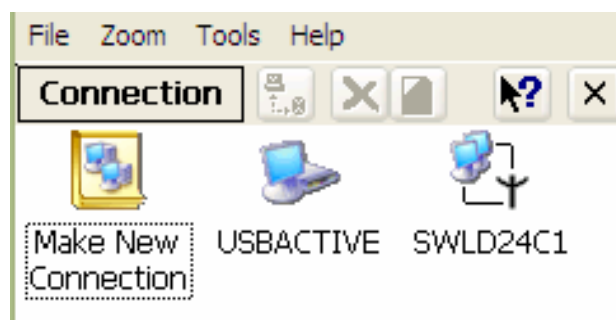 File Zoom Tools Help
Connection
Make New
Connection
USBACTIVE
SWLD24C1